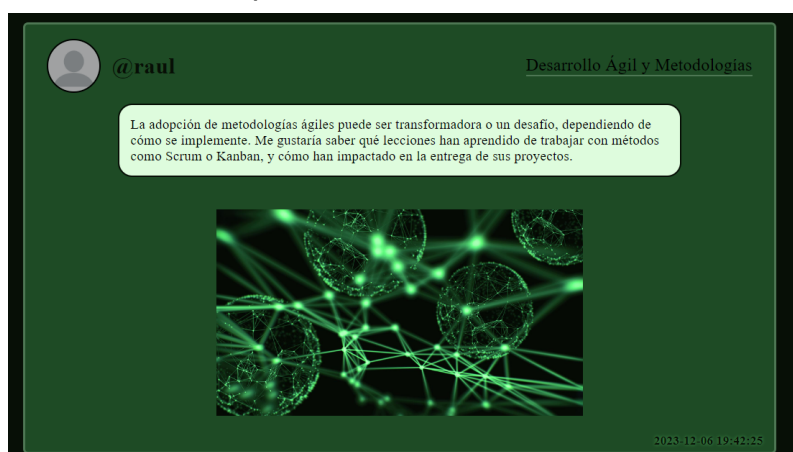 @raul
Desarrollo Ágil y Metodologías
La adopción de metodologías ágiles puede ser transformadora o un desafío, dependiendo de
cómo se implemente. Me gustaría saber qué lecciones han aprendido de trabajar con métodos
como Scrum o Kanban, y cómo han impactado en la entrega de sus proyectos.
2023-12-06 19:42:25